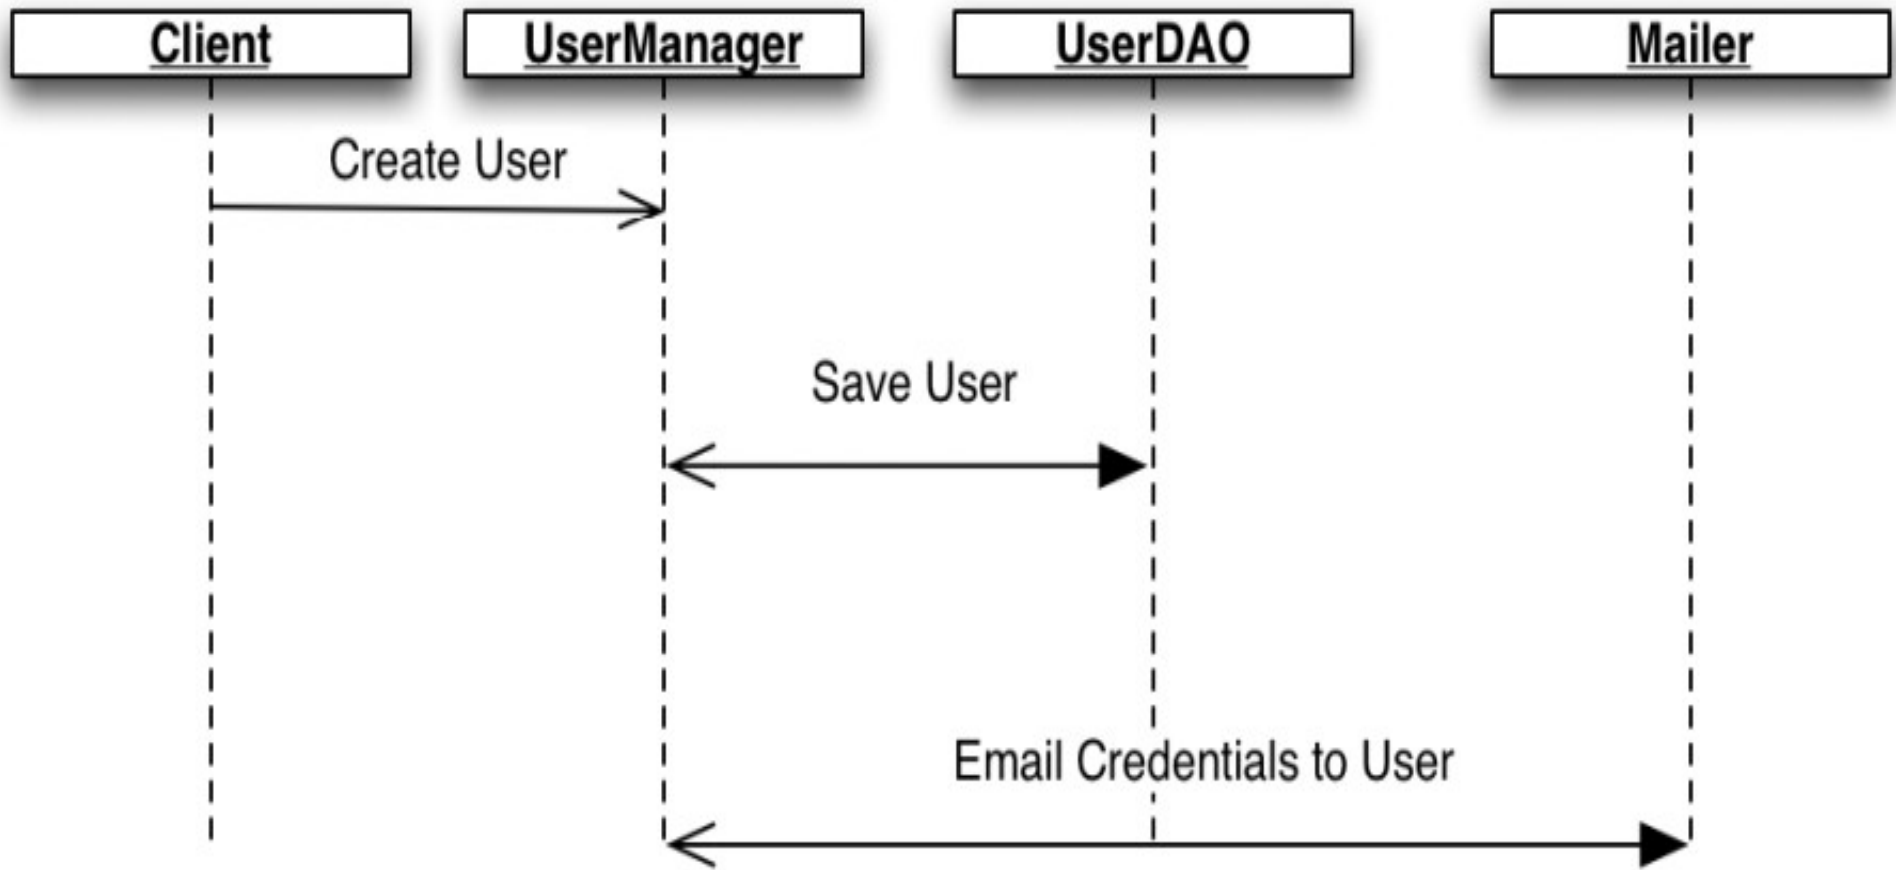 Client
UserManager
UserDAO
Mailer
Create User
Save User
Email Credentials to User